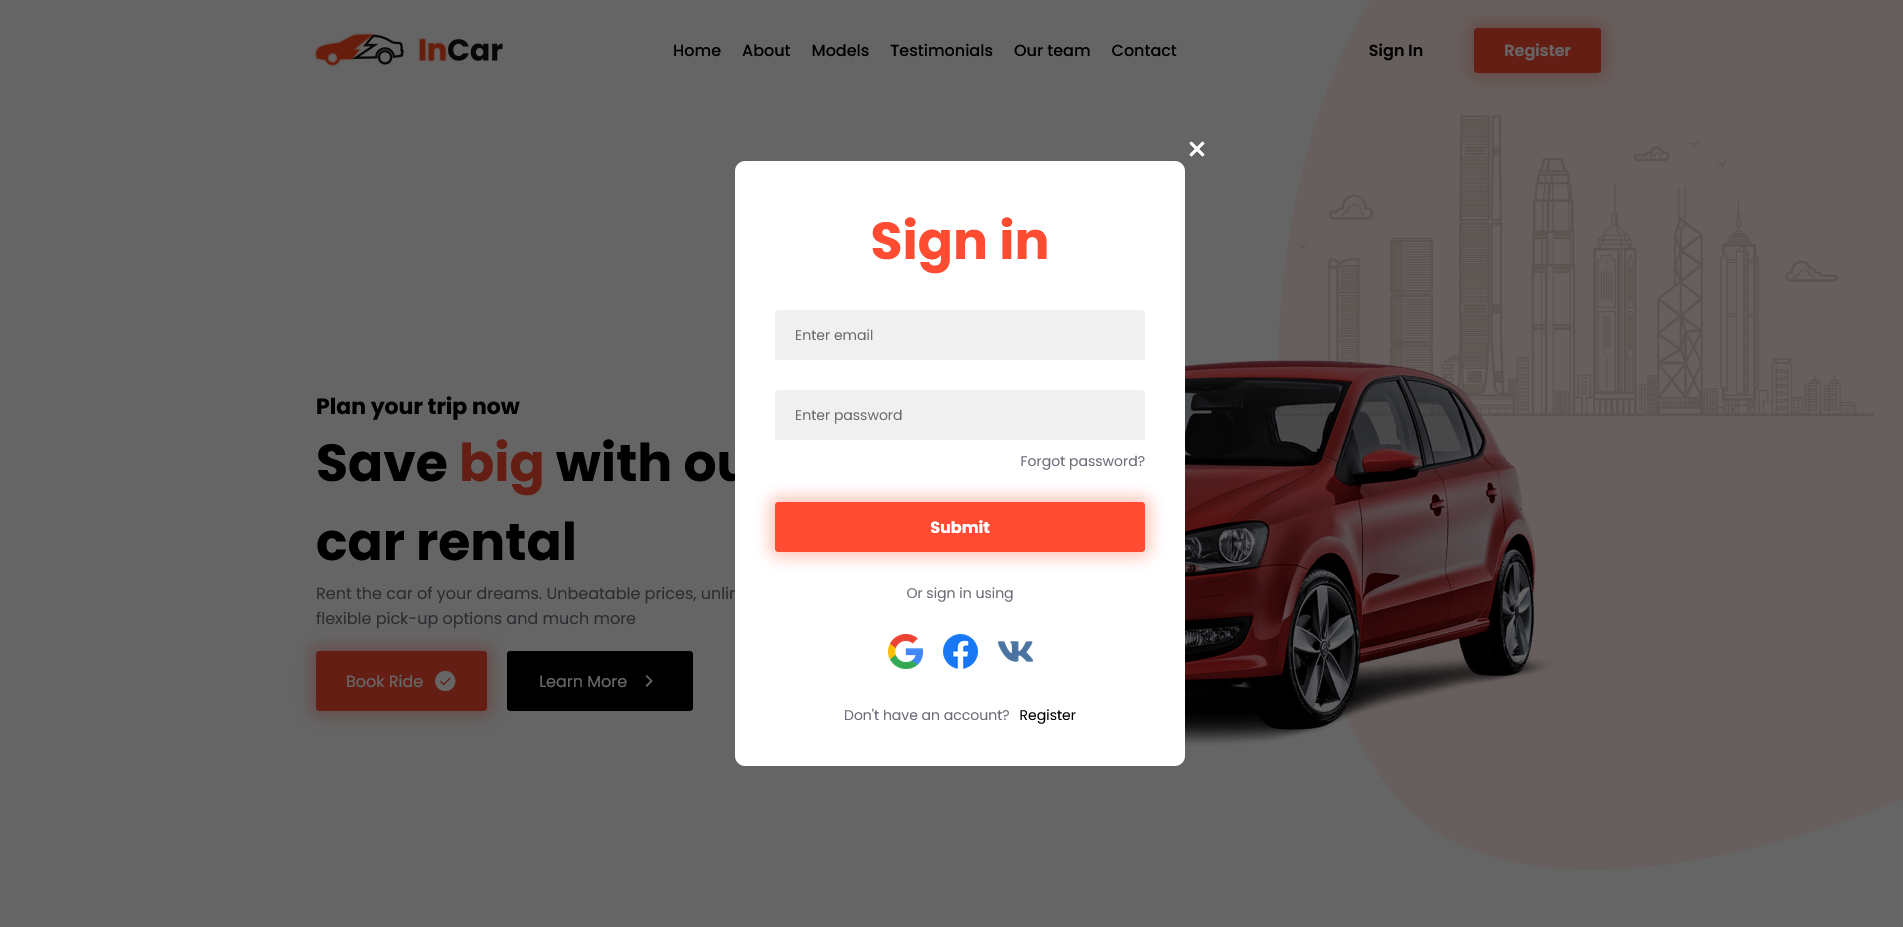 InCar
Home
About
Models
Testimonials
Our team
Contact
Sign In
Register
Plan your trip now
Save big with ou
car rental
Rent the car of your dreams. Unbeatable prices, unlim
flexible pick-up options and much more
Book Ride
Learn More
Sign in
Enter email
Enter password
Forgot password?
Submit
Or sign in using
Don't have an account? Register